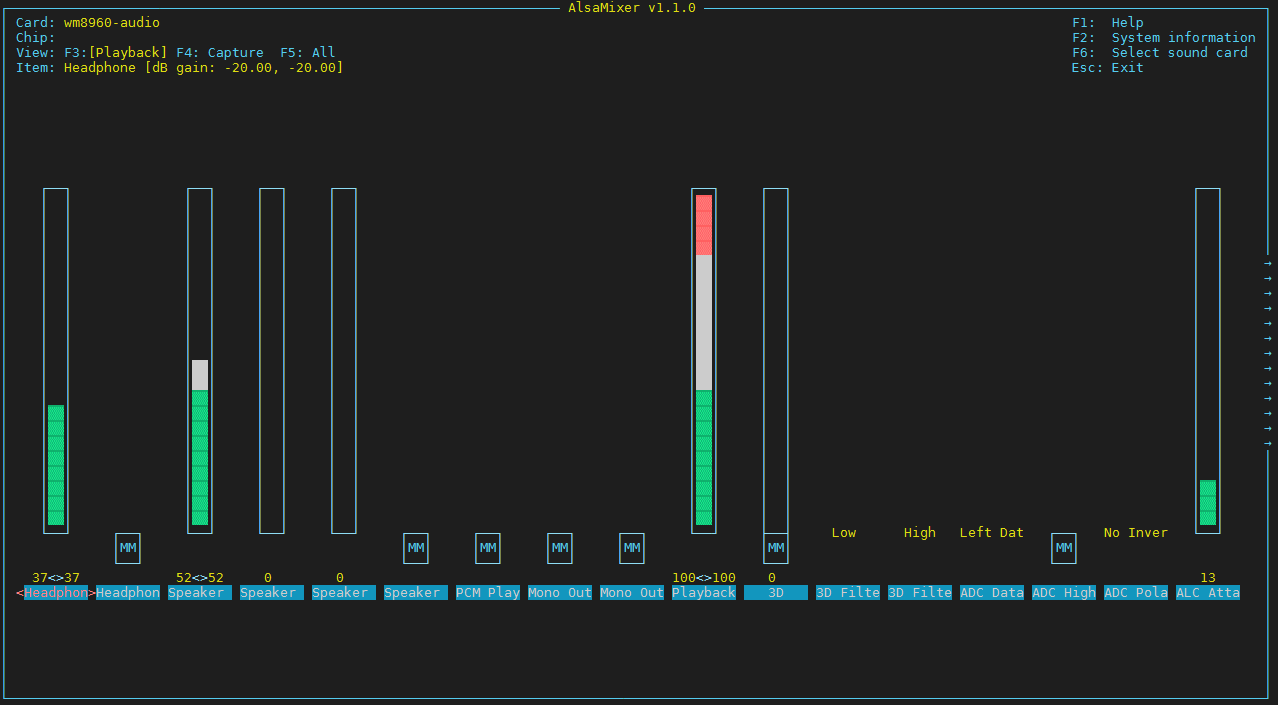 AlsaMixer v1.1.0
Card: wm8960-audio F1: Help
Chip: F2: System information
View: F3:[Playback] F4: Capture F5: All F6: Select sound card
Item: Headphone [dB gain: -20.00, -20.00] Esc: Exit
→
→
→
→
→
→
→
→
→
→
→
→
→
Low High Left Dat No Inver
MM MM MM MM MM MM MM
37<>37 52<>52 0 0 100<>100 0 13
<Headphon>Headphon Speaker Speaker Speaker Speaker PCM Play Mono Out Mono Out Playback 3D 3D Filte 3D Filte ADC Data ADC High ADC Pola ALC Atta